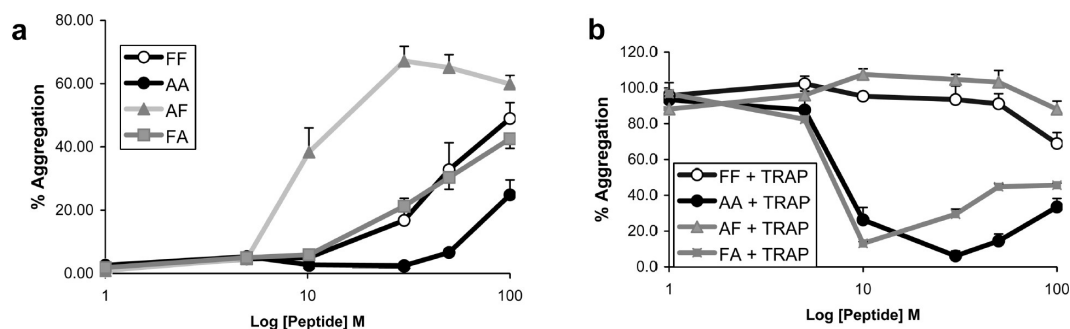 a
80.00
60.00
40.00
20.00
0.00
% Aggregation
FF
AA
AF
FA
1
10
100
Log [Peptide] M
b
120.0
100.0
80.0
60.0
40.0
20.0
0.0
% Aggregation
FF + TRAP
AA + TRAP
AF + TRAP
FA + TRAP
1
10
100
Log [Peptide] M